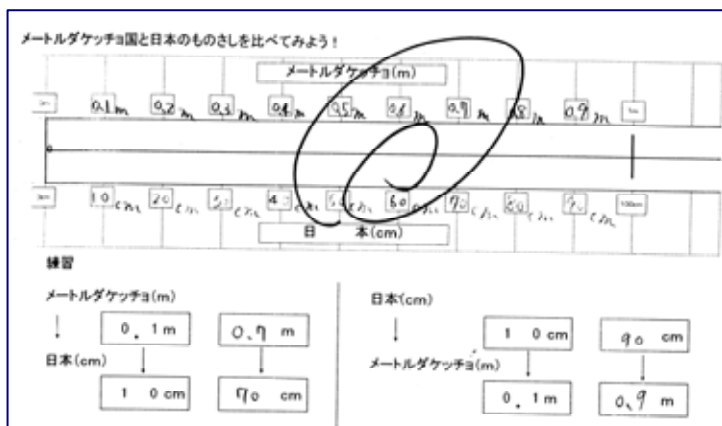 メートルダケッチョ国と日本のものさしを比べてみよう！
メートルダケッチョ(m)
0m 0.1m 0.2m 0.3m 0.4m 0.5m 0.6m 0.7m 0.8m 0.9m 1m
0cm 10cm 20cm 30cm 40cm 50cm 60cm 70cm 80cm 90cm 100cm
日 本(cm)
練習
メートルダケッチョ(m)
0.1m 0.7m
日本(cm)
10cm 70cm
日本(cm)
10cm 90cm
メートルダケッチョ(m)
0.1m 0.9m